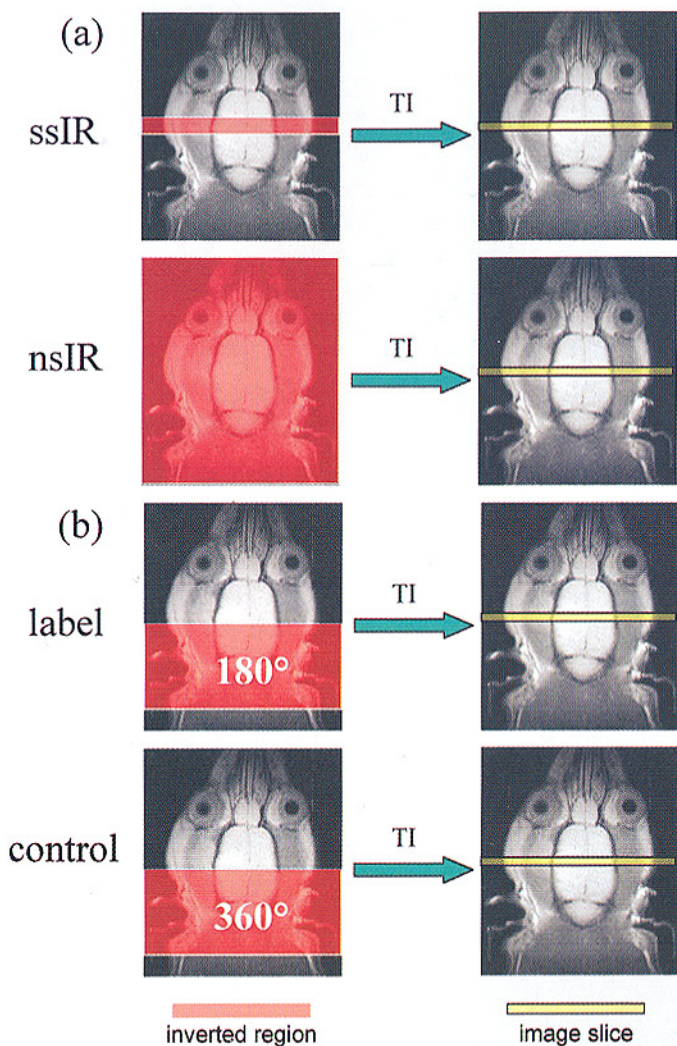 (a)
ssIR
TI
nsIR
TI
(b)
label
180°
TI
control
360°
TI
inverted region
image slice